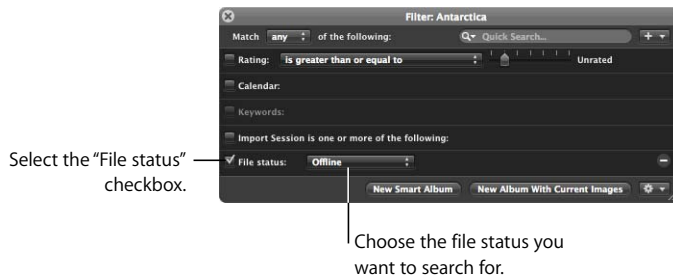 Filter: Antarctica
Match any of the following: Quick Search...
Rating: is greater than or equal to Unrated
Calendar:
Keywords:
Import Session is one or more of the following:
Select the “File status” checkbox.
File status: Offline
New Smart Album New Album With Current Images
Choose the file status you
want to search for.